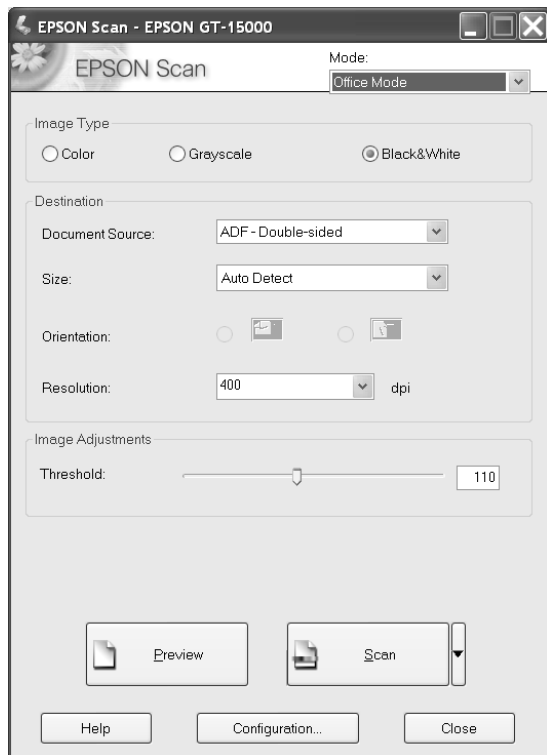 EPSON Scan - EPSON GT-15000
EPSON Scan
Mode:
Office Mode
Image Type
Color
Grayscale
Black&White
Destination
Document Source:
ADF - Double-sided
Size:
Auto Detect
Orientation:
Resolution:
400
dpi
Image Adjustments
Threshold:
110
Preview
Scan
Help
Configuration...
Close